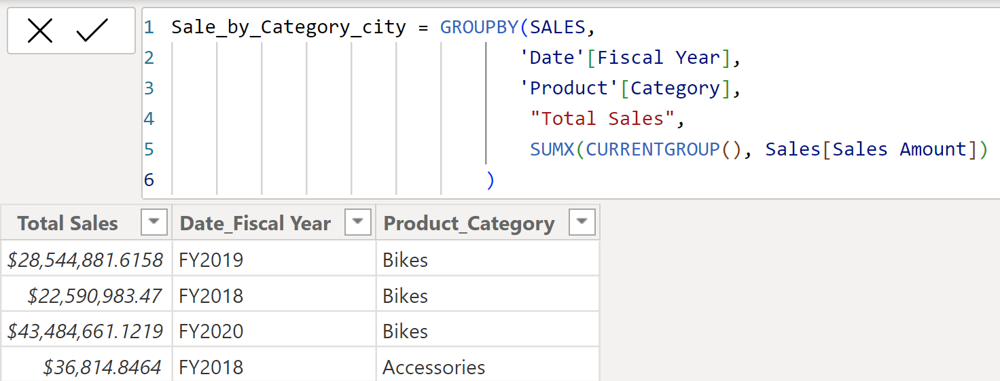 1 Sale_by_Category_city = GROUPBY(SALES,
2 'Date'[Fiscal Year],
3 'Product'[Category],
4 "Total Sales",
5 SUMX(CURRENTGROUP(), Sales[Sales Amount])
6 )
Total Sales Date_Fiscal Year Product_Category
$28,544,881.6158 FY2019 Bikes
$22,590,983.47 FY2018 Bikes
$43,484,661.1219 FY2020 Bikes
$36,814.8464 FY2018 Accessories